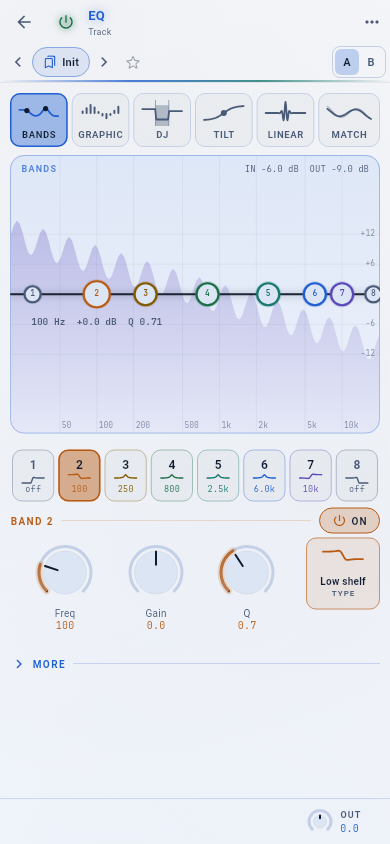 EQ
Track
Init
A B
BANDS GRAPHIC DJ TILT LINEAR MATCH
BANDS IN -6.0 dB OUT -9.0 dB
+12
+6
1 2 3 4 5 6 7 8
100 Hz +0.0 dB Q 0.71
-6
-12
50 100 200 500 1k 2k 5k 10k
1 2 3 4 5 6 7 8
off 100 250 800 2.5k 6.0k 10k off
BAND 2 ON
Low shelf
TYPE
Freq Gain Q
100 0.0 0.7
MORE
OUT
0.0